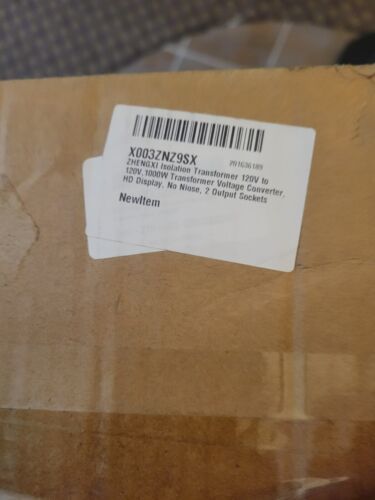 X003ZNZ9SX PA1636189
ZHENGXI Isolation Transformer 120V to
120V,1000W Transformer Voltage Converter,
HD Display. No Niose, 2 Output Sockets
NewItem